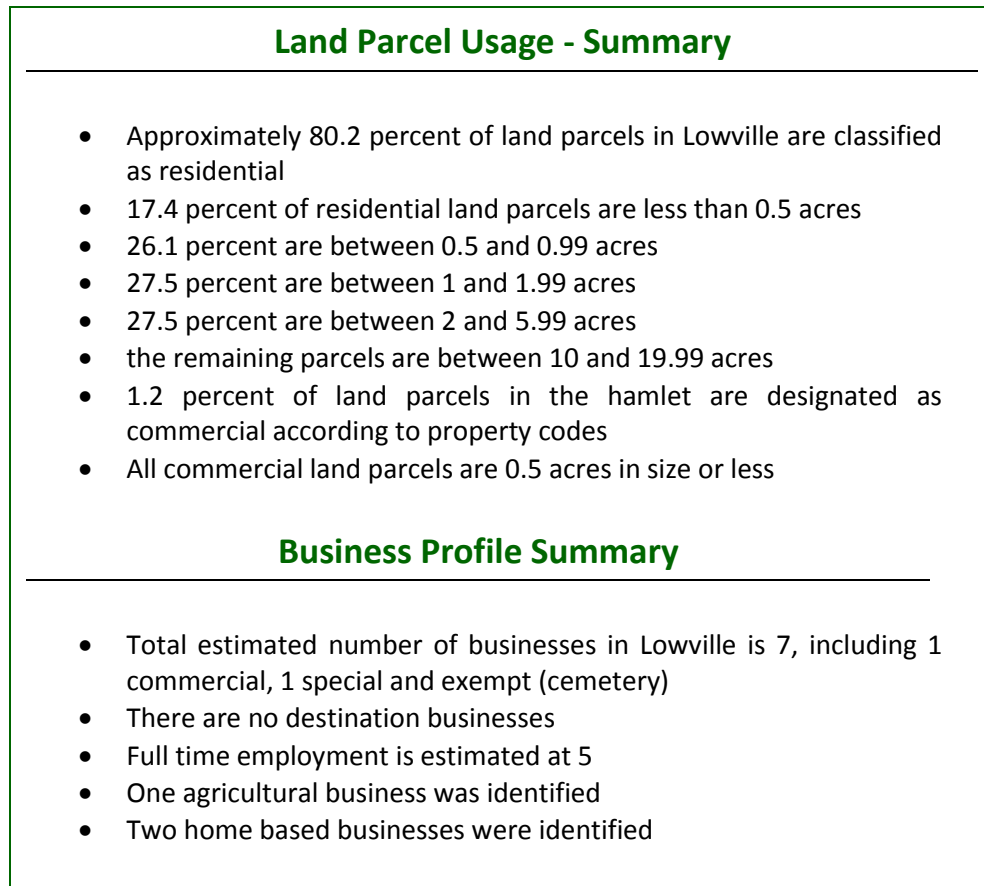 Land Parcel Usage - Summary
• Approximately 80.2 percent of land parcels in Lowville are classified
as residential
• 17.4 percent of residential land parcels are less than 0.5 acres
• 26.1 percent are between 0.5 and 0.99 acres
• 27.5 percent are between 1 and 1.99 acres
• 27.5 percent are between 2 and 5.99 acres
• the remaining parcels are between 10 and 19.99 acres
• 1.2 percent of land parcels in the hamlet are designated as
commercial according to property codes
• All commercial land parcels are 0.5 acres in size or less
Business Profile Summary
• Total estimated number of businesses in Lowville is 7, including 1
commercial, 1 special and exempt (cemetery)
• There are no destination businesses
• Full time employment is estimated at 5
• One agricultural business was identified
• Two home based businesses were identified